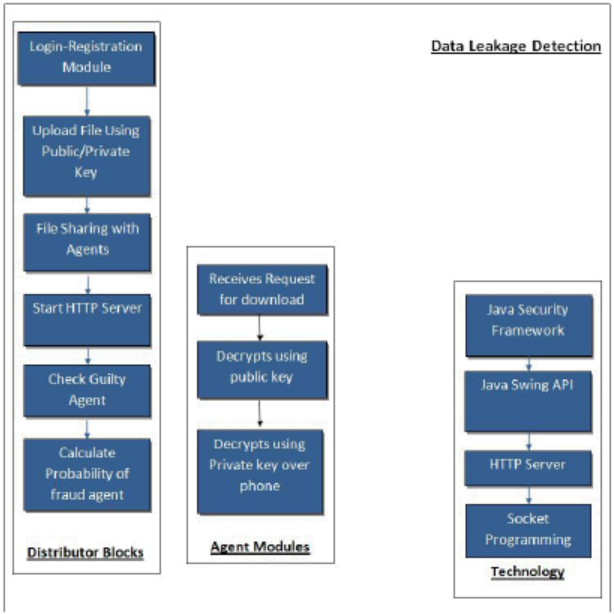 Data Leakage Detection
Login-Registration
Module
Upload File Using
Public/Private
Key
File Sharing with
Agents
Start HTTP Server
Check Guilty
Agent
Calculate
Probability of
fraud agent
Distributor Blocks
Receives Request
for download
Decrypts using
public key
Decrypts using
Private key over
phone
Agent Modules
Java Security
Framework
Java Swing API
HTTP Server
Socket
Programming
Technology